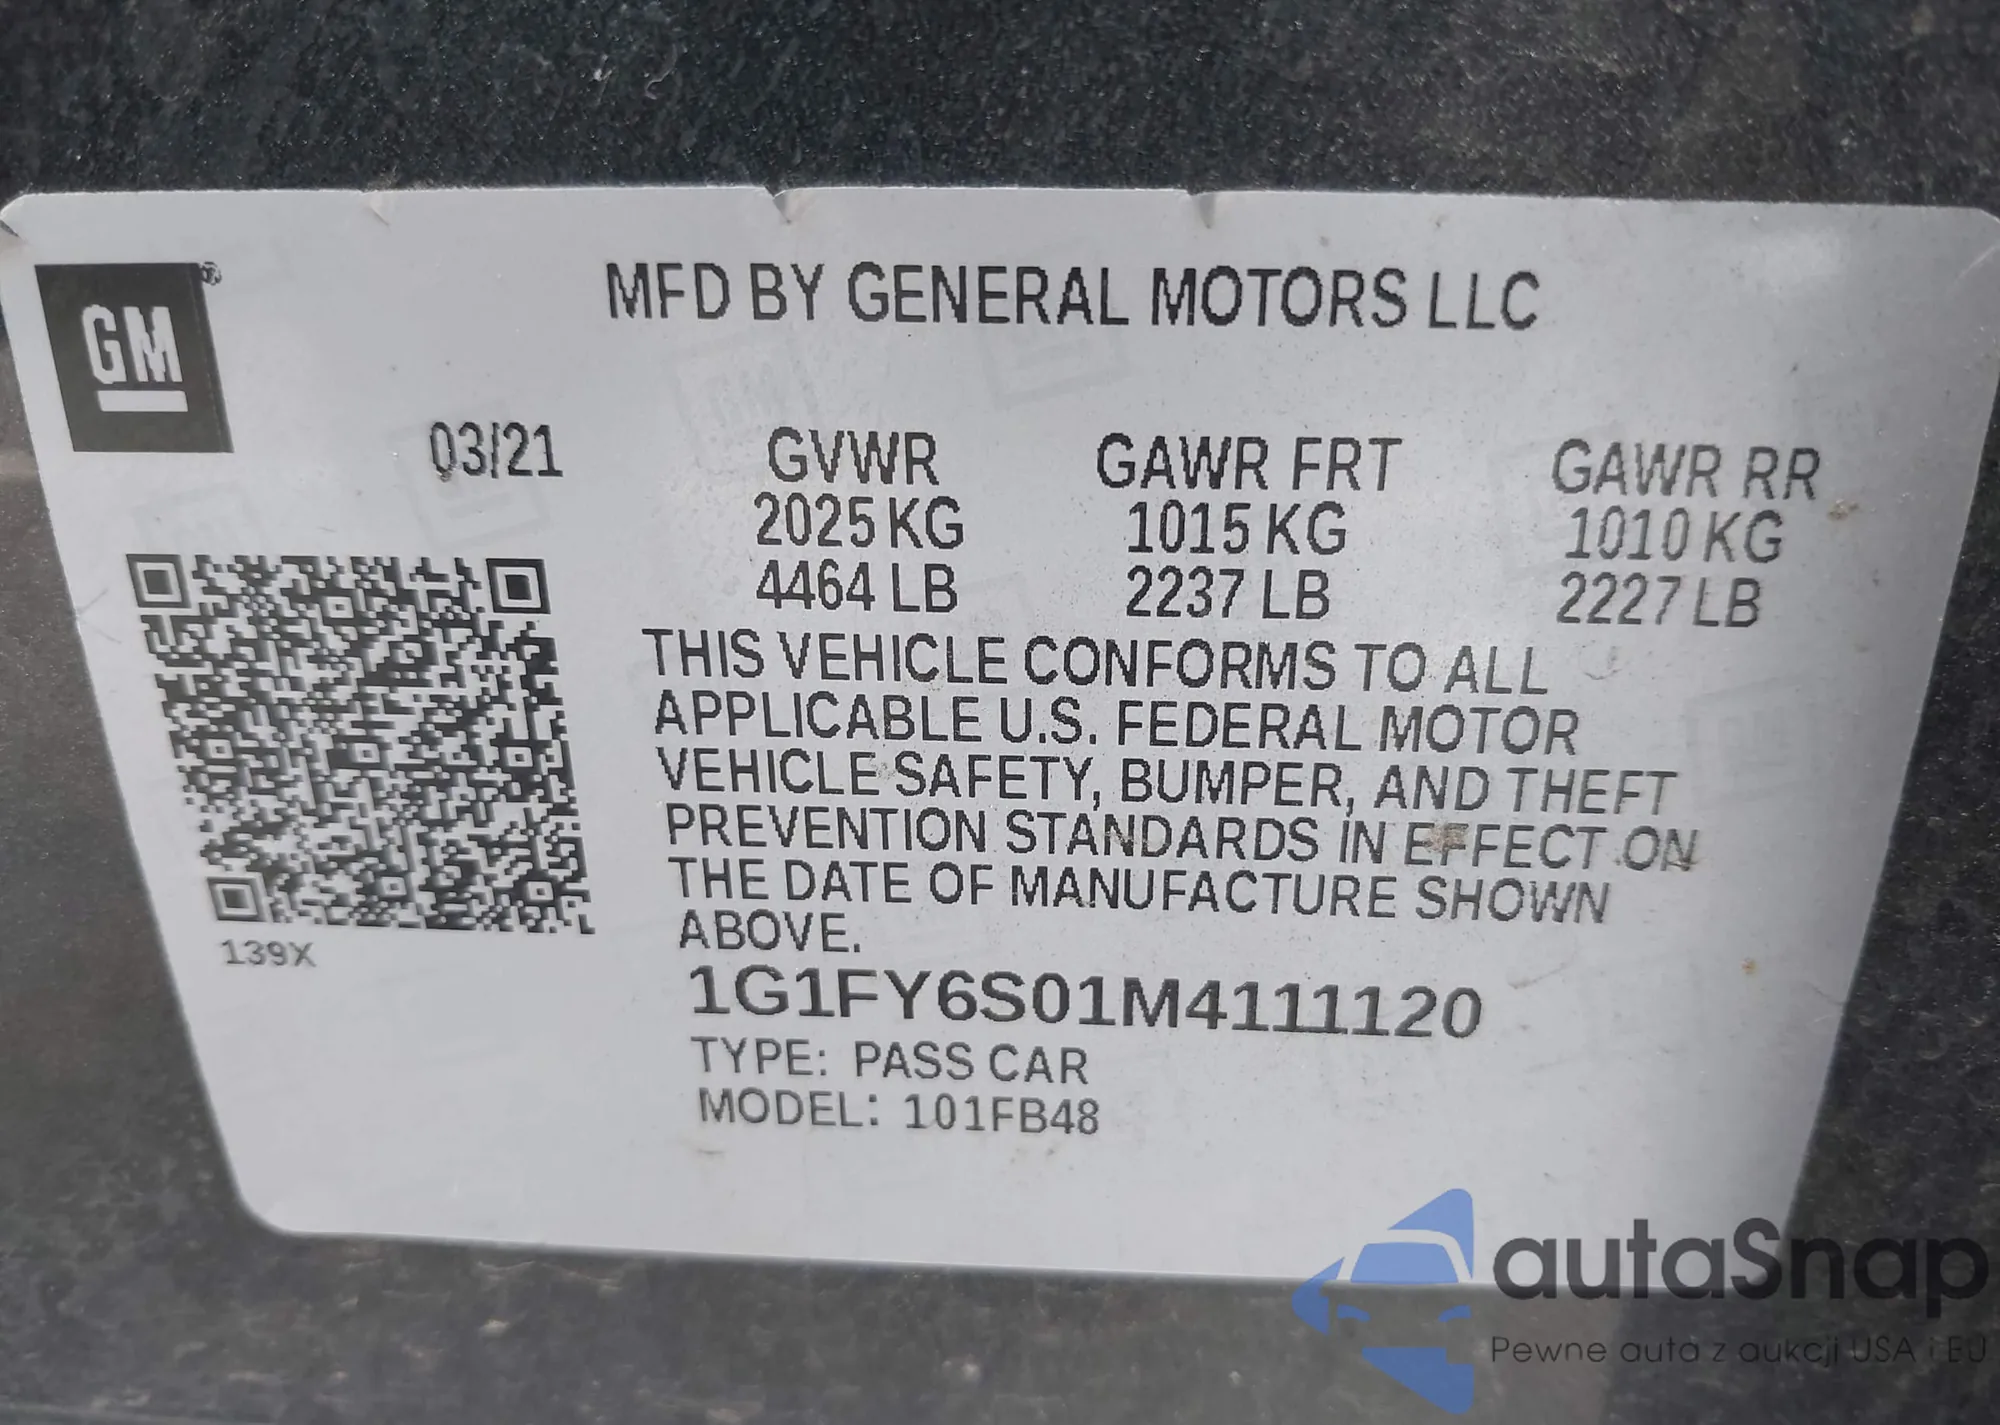 GM
MFD BY GENERAL MOTORS LLC
03/21
GVWR GAWR FRT GAWR RR
2025 KG 1015 KG 1010 KG
4464 LB 2237 LB 2227 LB
THIS VEHICLE CONFORMS TO ALL
APPLICABLE U.S. FEDERAL MOTOR
VEHICLE SAFETY, BUMPER, AND THEFT
PREVENTION STANDARDS IN EFFECT ON
THE DATE OF MANUFACTURE SHOWN
ABOVE.
139X
1G1FY6S01M4111120
TYPE: PASS CAR
MODEL: 101FB48
autaSnap
Pewne auta z aukcji USA i EU